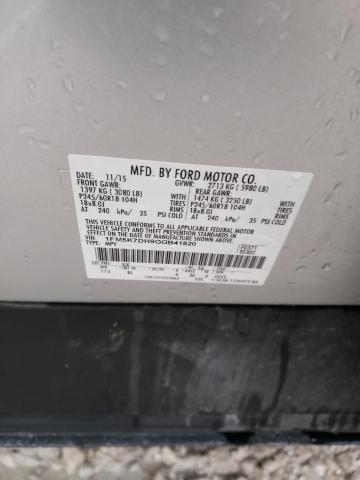 MFD. BY FORD MOTOR CO.
DATE: 11/15 GVWR: 2713 KG ( 5980 LB)
FRONT GAWR: REAR GAWR:
1397 KG ( 3080 LB) WITH 1474 KG ( 3250 LB) WITH
P245/60R18 104H TIRES P245/60R18 104H TIRES
18x8.0J RIMS 18x8.0J RIMS
AT 240 kPa/ 35 PSI COLD AT 240 kPa/ 35 PSI COLD
THIS VEHICLE CONFORMS TO ALL APPLICABLE FEDERAL MOTOR
VEHICLE SAFETY AND THEFT PREVENTION STANDARDS IN EFFECT ON
THE DATE OF MANUFACTURE SHOWN ABOVE.
VIN: 1FM5K7DH9GGB41820 F0371
TYPE: MPV T0302
EXT PNT: